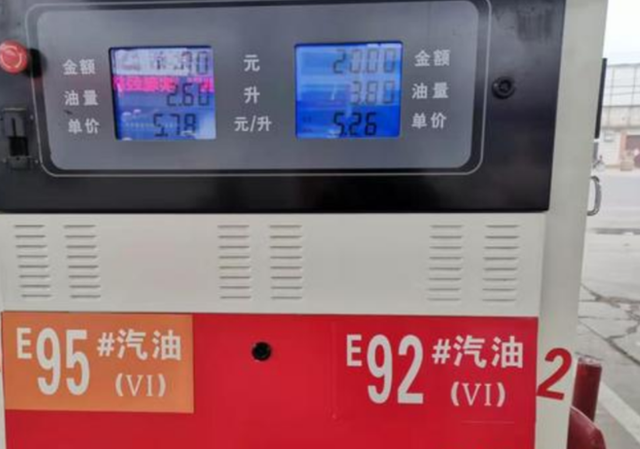 金额 元 20.00 金额
油量 2.60 升 3.80 油量
单价 5.78 元/升 5.26 单价
E95#汽油
(VI)
E92#汽油
(VI)
2